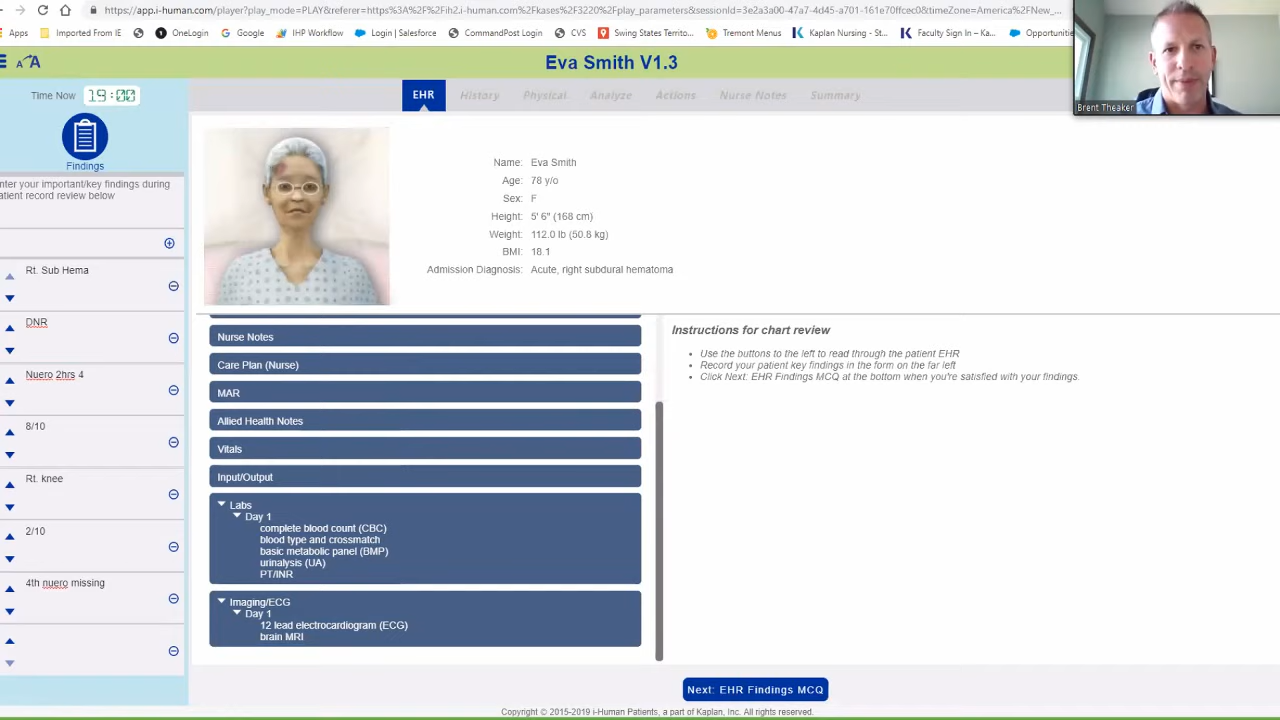 https://app.i-human.com/player?play_mode=PLAY&referer=https%3A%2F%2Fih2.i-human.com%2Fkases%2F3220%2Fplay_parameters&sessionId=3e2a3a00-47a7-4d45-a701-161e70ffcec0&timeZone=America%2FNew_...
Apps Imported From IE OneLogin Google IHP Workflow Login | Salesforce CommandPost Login CVS Swing States Territo... Tremont Menus Kaplan Nursing - St... Faculty Sign In – Ka... Opportunities
Eva Smith V1.3
Brent Theaker
Time Now 19:00
EHR History Physical Analyze Actions Nurse Notes Summary
Findings
nter your important/key findings during
atient record review below
Rt. Sub Hema
DNR
Nuero 2hrs 4
8/10
Rt. knee
2/10
4th nuero missing
Name: Eva Smith
Age: 78 y/o
Sex: F
Height: 5' 6" (168 cm)
Weight: 112.0 lb (50.8 kg)
BMI: 18.1
Admission Diagnosis: Acute, right subdural hematoma
Nurse Notes
Care Plan (Nurse)
MAR
Allied Health Notes
Vitals
Input/Output
Labs
Day 1
complete blood count (CBC)
blood type and crossmatch
basic metabolic panel (BMP)
urinalysis (UA)
PT/INR
Imaging/ECG
Day 1
12 lead electrocardiogram (ECG)
brain MRI
Instructions for chart review
• Use the buttons to the left to read through the patient EHR
• Record your patient key findings in the form on the far left
• Click Next: EHR Findings MCQ at the bottom when you're satisfied with your findings.
Next: EHR Findings MCQ
Copyright © 2015-2019 i-Human Patients, a part of Kaplan, Inc. All rights reserved.